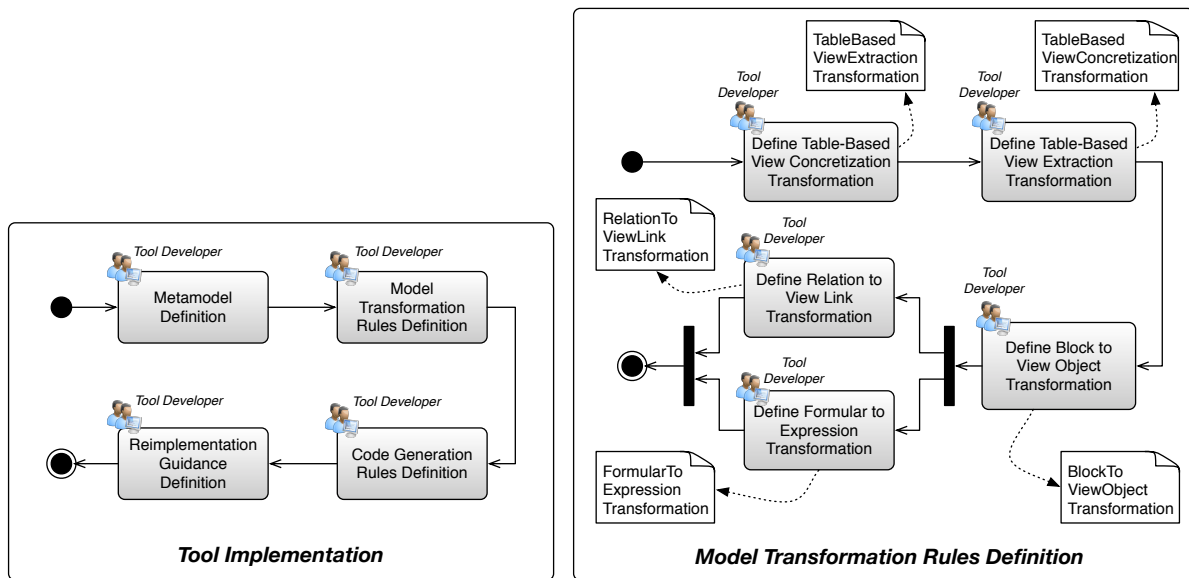 Tool Developer
Metamodel
Definition
Tool Developer
Model
Transformation
Rules Definition
Tool Developer
Reimplementation
Guidance
Definition
Tool Developer
Code Generation
Rules Definition
Tool Implementation
TableBased
ViewExtraction
Transformation
TableBased
ViewConcretization
Transformation
Tool
Developer
Define Table-Based
View Concretization
Transformation
Tool
Developer
Define Table-Based
View Extraction
Transformation
RelationTo
ViewLink
Transformation
Tool
Developer
Define Relation to
View Link
Transformation
Tool
Developer
Define Block to
View Object
Transformation
Tool
Developer
Define Formular to
Expression
Transformation
FormularTo
Expression
Transformation
BlockTo
ViewObject
Transformation
Model Transformation Rules Definition